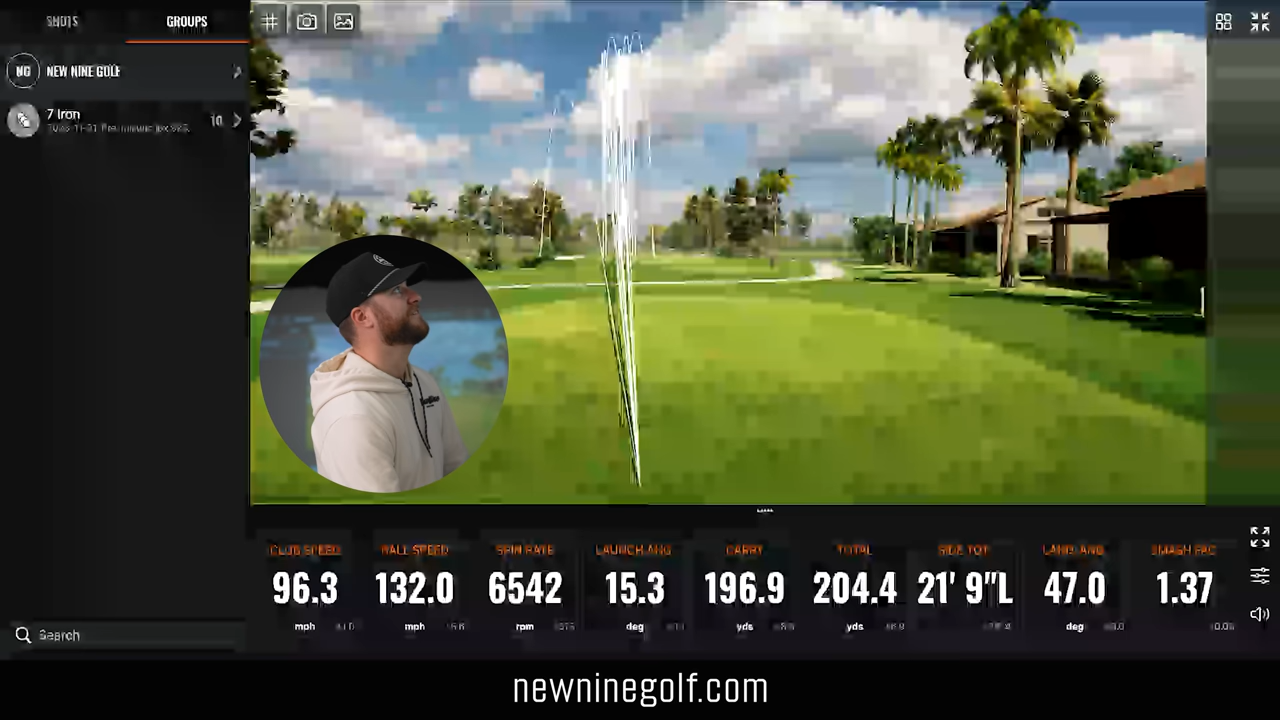 SHOTS
GROUPS
NG
NEW NINE GOLF
7 Iron
10
CLUB SPEED
BALL SPEED
SPIN RATE
LAUNCH ANG
CARRY
TOTAL
SIDE TOT
LAND ANG
SMASH FAC
96.3
132.0
6542
15.3
196.9
204.4
21' 9"L
47.0
1.37
mph
mph
rpm
deg
yds
yds
deg
Search
newninegolf.com